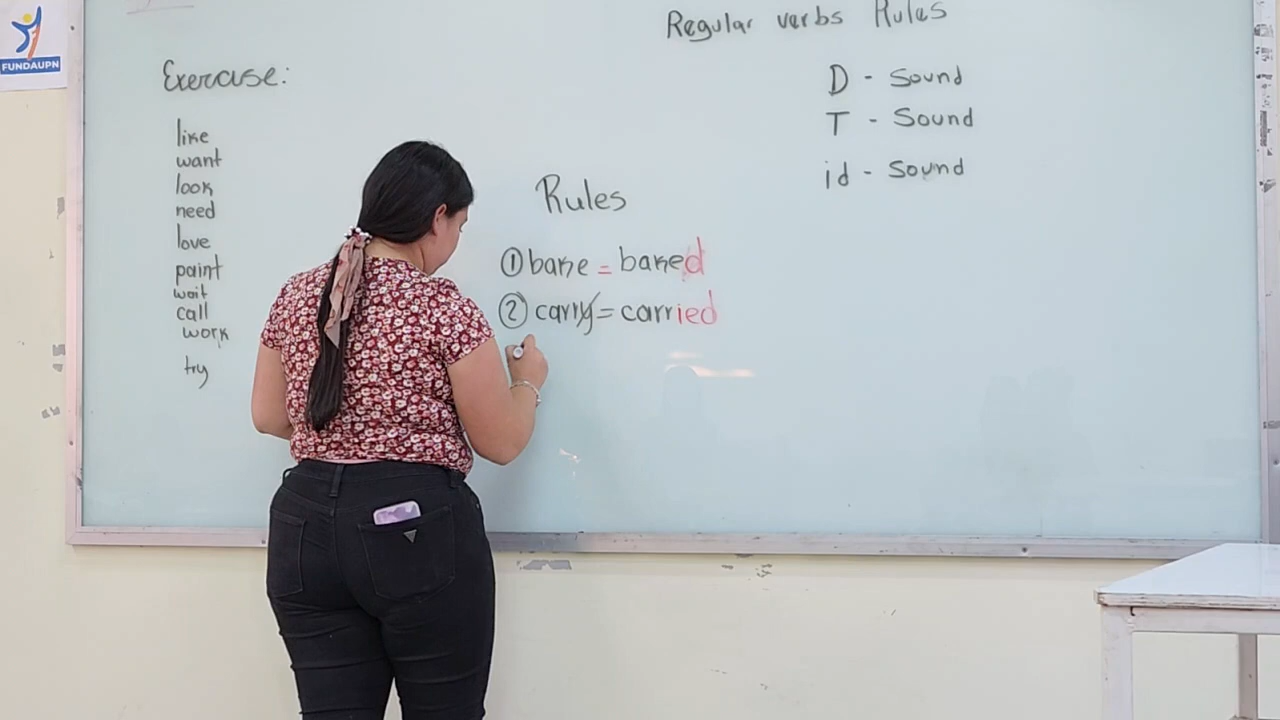 FUNDAUPN
Exercise:
like
want
look
need
love
paint
wait
call
work
try
Rules
① bake = baked
② carry = carried
Regular verbs Rules
D - Sound
T - Sound
id - Sound